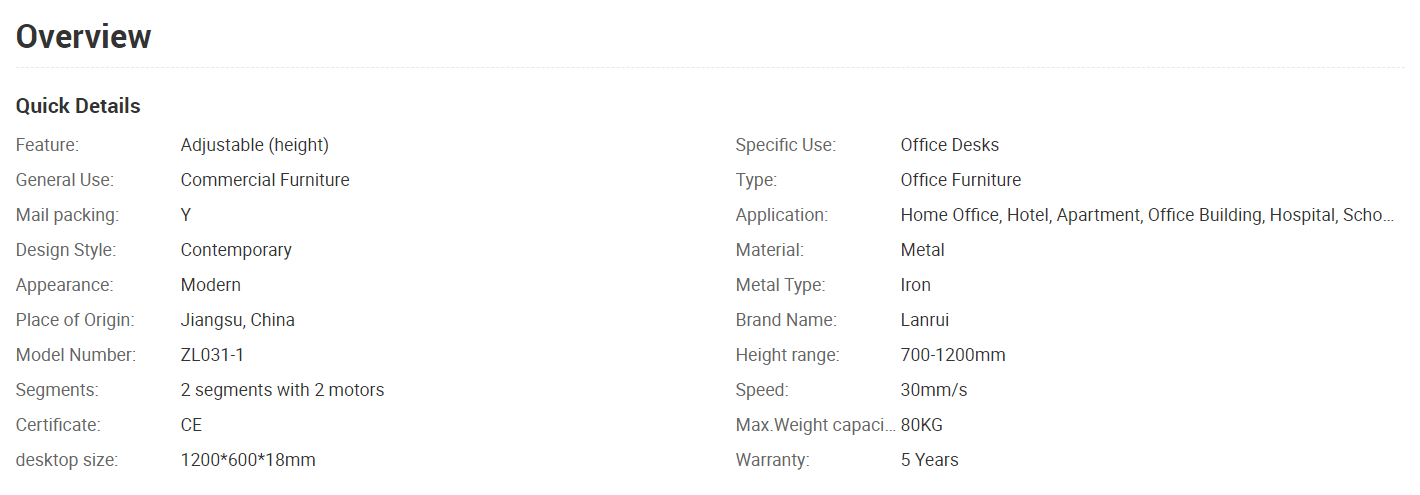 Overview
Quick Details
Feature: Adjustable (height) Specific Use: Office Desks
General Use: Commercial Furniture Type: Office Furniture
Mail packing: Y Application: Home Office, Hotel, Apartment, Office Building, Hospital, Scho...
Design Style: Contemporary Material: Metal
Appearance: Modern Metal Type: Iron
Place of Origin: Jiangsu, China Brand Name: Lanrui
Model Number: ZL031-1 Height range: 700-1200mm
Segments: 2 segments with 2 motors Speed: 30mm/s
Certificate: CE Max.Weight capaci... 80KG
desktop size: 1200*600*18mm Warranty: 5 Years